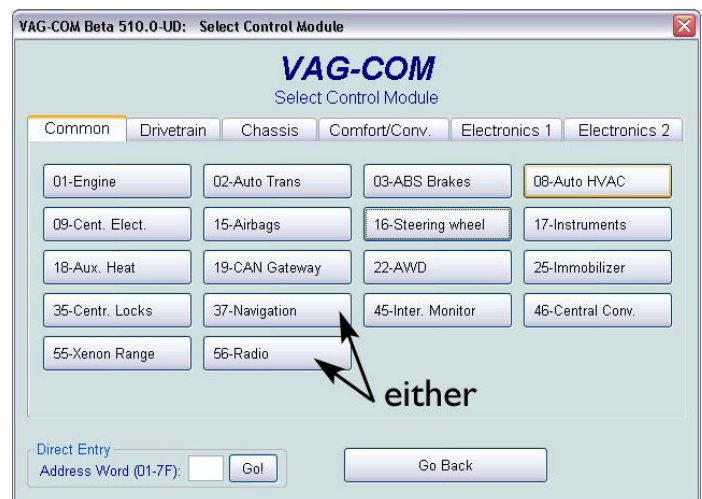 VAG-COM Beta 510.0-UD: Select Control Module
VAG-COM
Select Control Module
Common Drivetrain Chassis Comfort/Conv. Electronics 1 Electronics 2
01-Engine 02-Auto Trans 03-ABS Brakes 08-Auto HVAC
09-Cent. Elect. 15-Airbags 16-Steering wheel 17-Instruments
18-Aux. Heat 19-CAN Gateway 22-AWD 25-Immobilizer
35-Centr. Locks 37-Navigation 45-Inter. Monitor 46-Central Conv.
55-Xenon Range 56-Radio
either
Direct Entry
Address Word (01-7F): Go! Go Back